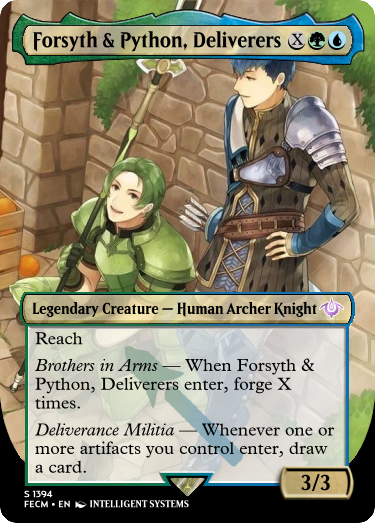 Forsyth & Python, Deliverers X
Legendary Creature — Human Archer Knight
Reach
Brothers in Arms — When Forsyth &
Python, Deliverers enter, forge X
times.
Deliverance Militia — Whenever one or
more artifacts you control enter, draw
a card.
3/3
S 1394
FECM • EN INTELLIGENT SYSTEMS